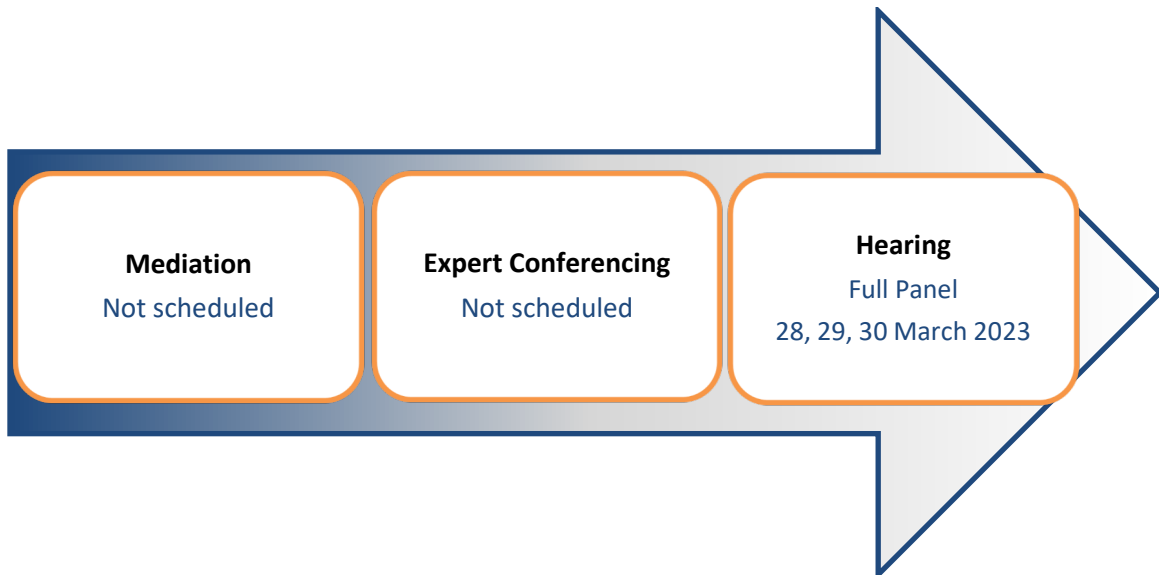 Mediation
Not scheduled
Expert Conferencing
Not scheduled
Hearing
Full Panel
28, 29, 30 March 2023